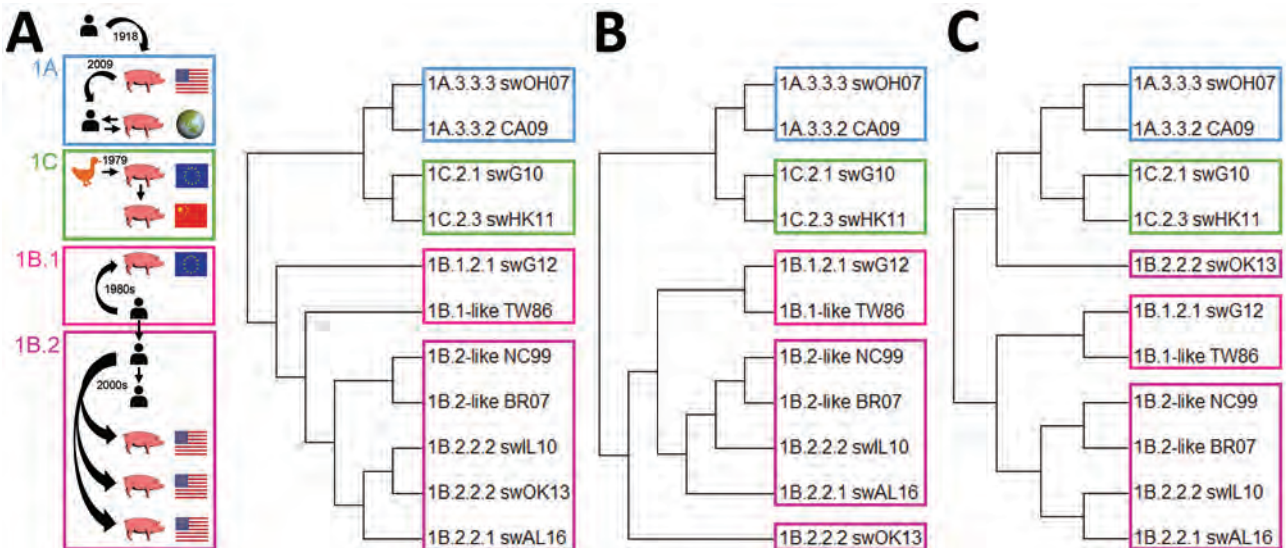 A
1918
1A
2009
1C
1979
1B.1
1980s
1B.2
2000s
1A.3.3.3 swOH07
1A.3.3.2 CA09
1C.2.1 swG10
1C.2.3 swHK11
1B.1.2.1 swG12
1B.1-like TW86
1B.2-like NC99
1B.2-like BR07
1B.2.2.2 swIL10
1B.2.2.2 swOK13
1B.2.2.1 swAL16
B
1A.3.3.3 swOH07
1A.3.3.2 CA09
1C.2.1 swG10
1C.2.3 swHK11
1B.1.2.1 swG12
1B.1-like TW86
1B.2-like NC99
1B.2-like BR07
1B.2.2.2 swIL10
1B.2.2.1 swAL16
1B.2.2.2 swOK13
C
1A.3.3.3 swOH07
1A.3.3.2 CA09
1C.2.1 swG10
1C.2.3 swHK11
1B.2.2.2 swOK13
1B.1.2.1 swG12
1B.1-like TW86
1B.2-like NC99
1B.2-like BR07
1B.2.2.2 swIL10
1B.2.2.1 swAL16